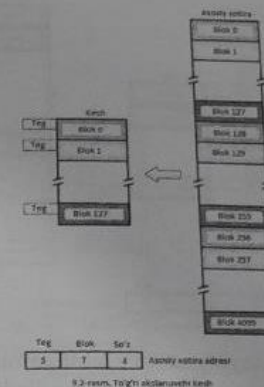 Asosiy xotira
Blok 0
Blok 1
Kesh
Teg
Blok 0
Teg
Blok 1
Teg
Blok 127
Blok 127
Blok 128
Blok 129
Blok 255
Blok 256
Blok 257
Blok 4095
Teg Blok So'z
5 7 4 Asosiy xotira adresi
9.2-rasm. To'g'ri akslanuvchi kesh